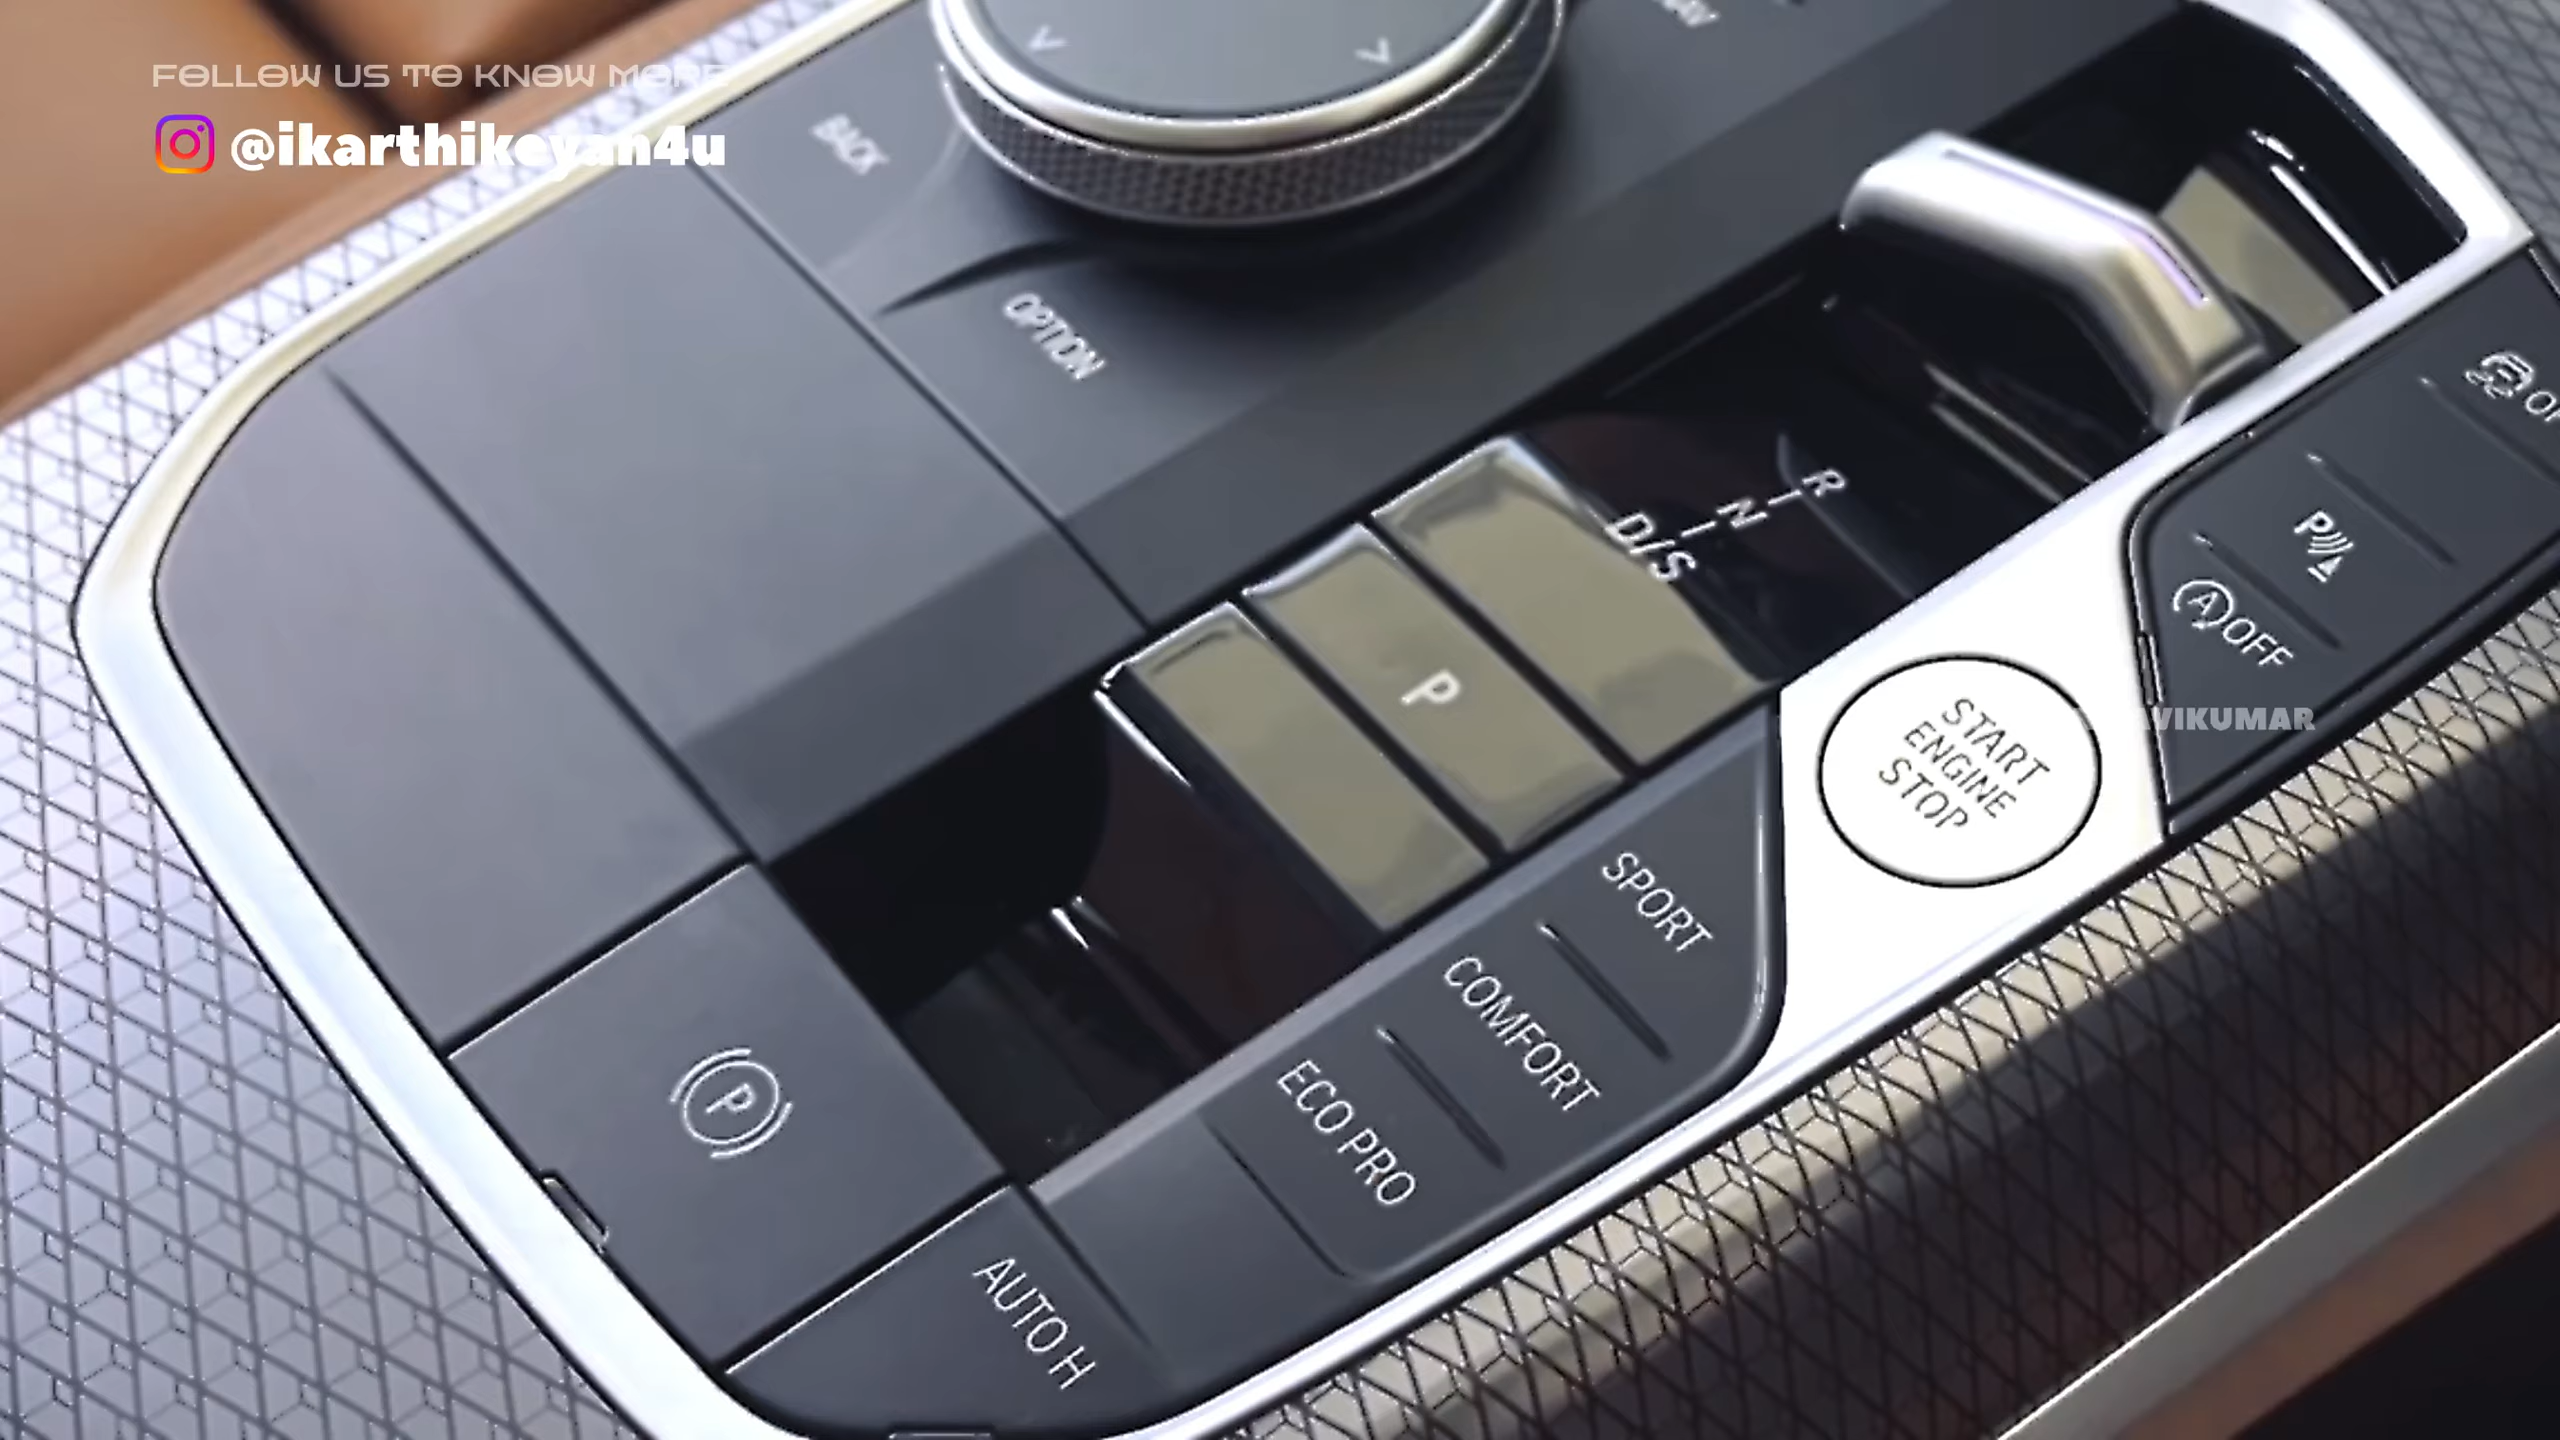 FOLLOW US TO KNOW MORE
@ikarthikeyan4u
BACK
OPTION
R
N
D/S
P
P
A OFF
START
ENGINE
STOP
VIKUMAR
SPORT
COMFORT
ECO PRO
P
AUTO H